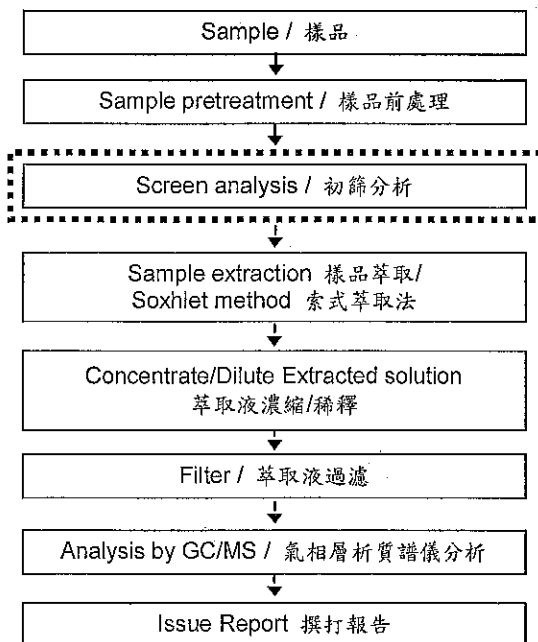 Sample / 樣品
Sample pretreatment / 樣品前處理
Screen analysis / 初篩分析
Sample extraction 樣品萃取/
Soxhlet method 索式萃取法
Concentrate/Dilute Extracted solution
萃取液濃縮/稀釋
Filter / 萃取液過濾
Analysis by GC/MS / 氣相層析質譜儀分析
Issue Report 撰打報告